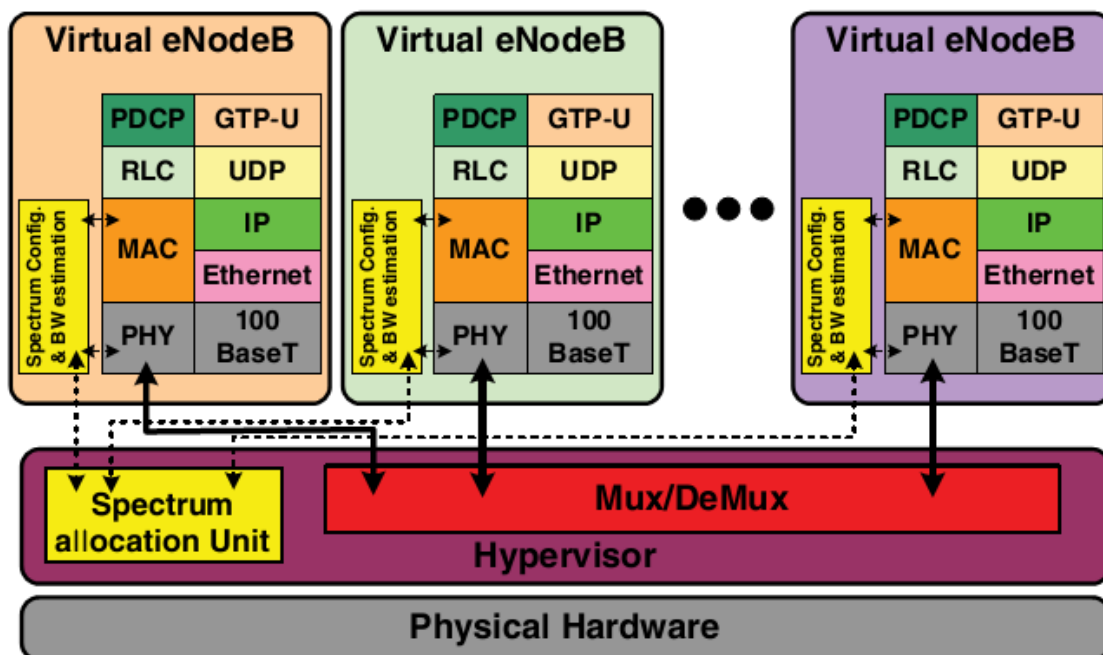 Virtual eNodeB
PDCP
GTP-U
RLC
UDP
MAC
IP
Ethernet
PHY
100
BaseT
Spectrum Config.
& BW estimation
Virtual eNodeB
PDCP
GTP-U
RLC
UDP
MAC
IP
Ethernet
PHY
100
BaseT
Spectrum Config.
& BW estimation
Virtual eNodeB
PDCP
GTP-U
RLC
UDP
MAC
IP
Ethernet
PHY
100
BaseT
Spectrum Config.
& BW estimation
Spectrum
allocation Unit
Mux/DeMux
Hypervisor
Physical Hardware